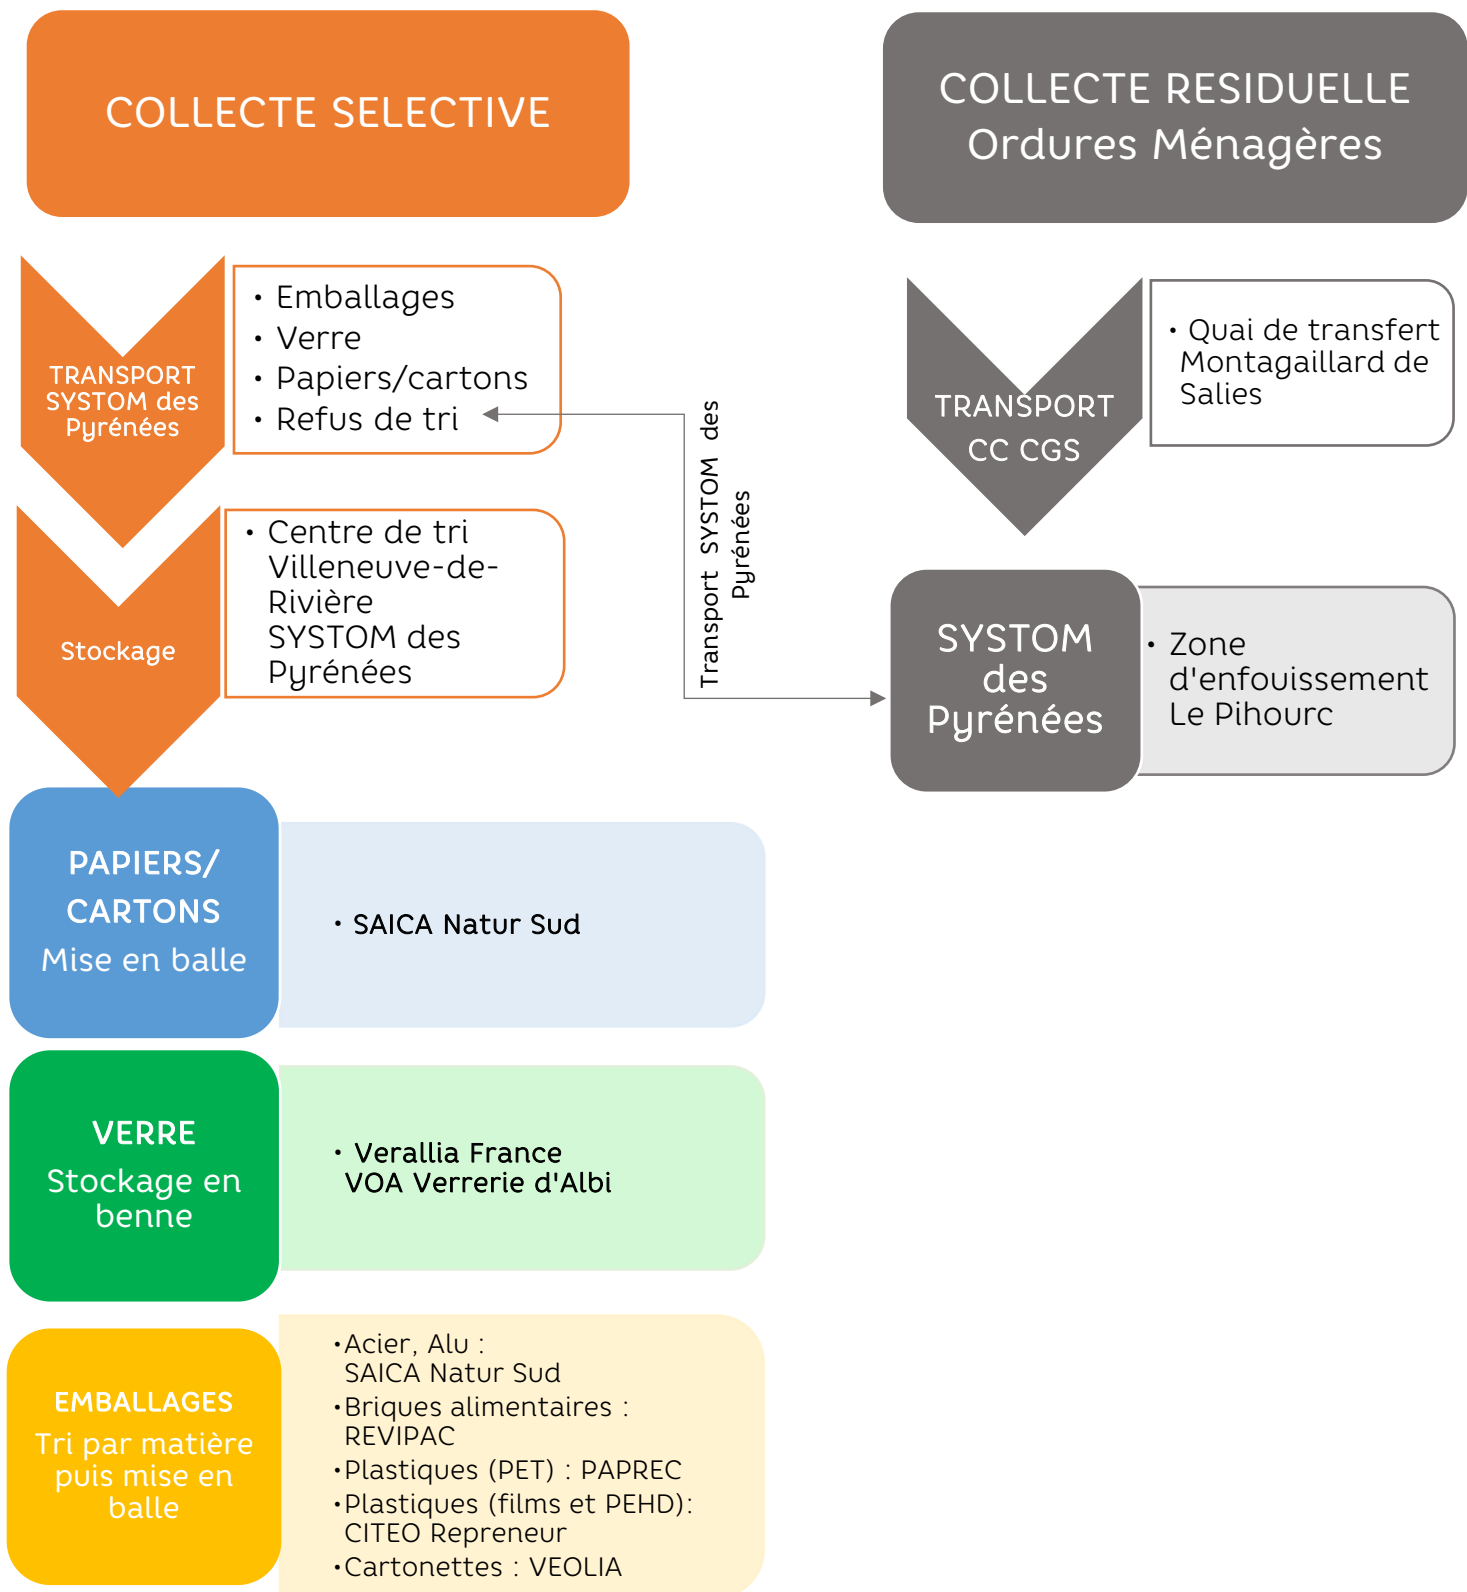 COLLECTE SELECTIVE
TRANSPORT
SYSTOM des
Pyrénées
• Emballages
• Verre
• Papiers/cartons
• Refus de tri
Stockage
• Centre de tri
Villeneuve-de-
Rivière
SYSTOM des
Pyrénées
Transport SYSTOM des
Pyrénées
COLLECTE RESIDUELLE
Ordures Ménagères
TRANSPORT
CC CGS
• Quai de transfert
Montagaillard de
Salies
SYSTOM
des
Pyrénées
• Zone
d'enfouissement
Le Pihourc
PAPIERS/
CARTONS
Mise en balle
• SAICA Natur Sud
VERRE
Stockage en
benne
• Verallia France
VOA Verrerie d'Albi
EMBALLAGES
Tri par matière
puis mise en
balle
•Acier, Alu :
SAICA Natur Sud
•Briques alimentaires :
REVIPAC
•Plastiques (PET) : PAPREC
•Plastiques (films et PEHD):
CITEO Repreneur
•Cartonettes : VEOLIA